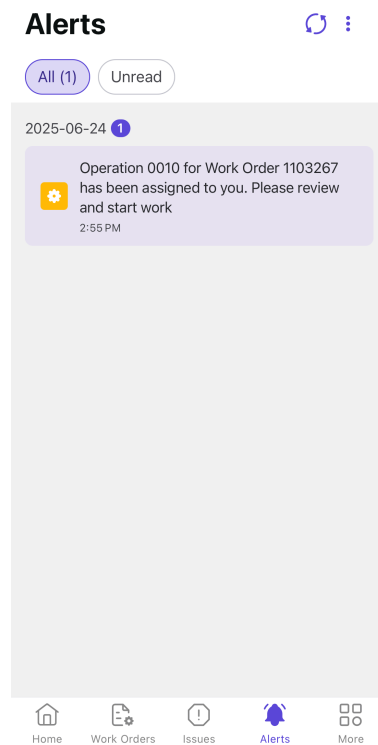 Alerts
All (1)
Unread
2025-06-24 1
Operation 0010 for Work Order 1103267
has been assigned to you. Please review
and start work
2:55 PM
Home
Work Orders
Issues
Alerts
More